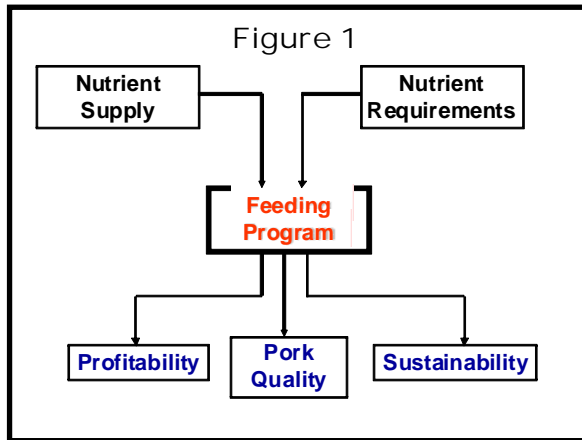 Figure 1
Nutrient
Supply
Nutrient
Requirements
Feeding
Program
Profitability
Pork
Quality
Sustainability